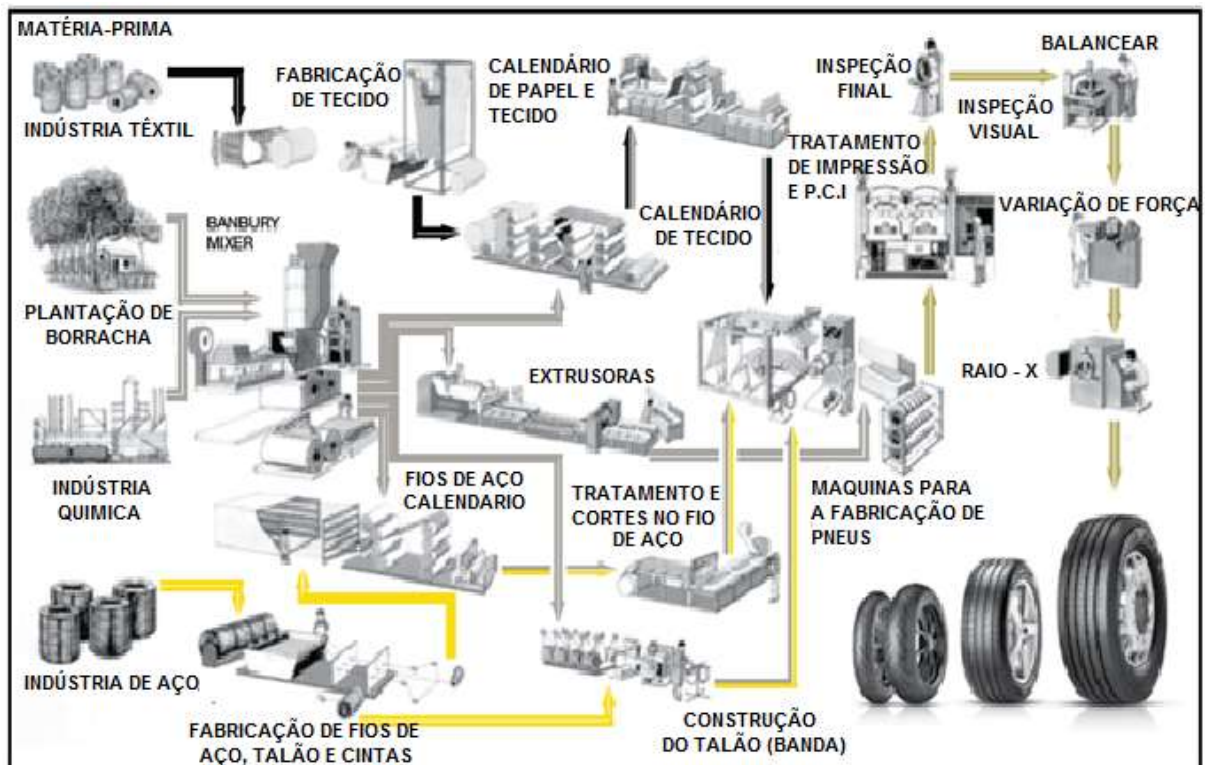 MATÉRIA-PRIMA
INDÚSTRIA TÊXTIL
FABRICAÇÃO
DE TECIDO
CALENDÁRIO
DE PAPEL E
TECIDO
INSPEÇÃO
FINAL
BALANCEAR
INSPEÇÃO
VISUAL
TRATAMENTO
DE IMPRESSÃO
E P.C.I
VARIAÇÃO DE FORÇA
CALENDÁRIO
DE TECIDO
BANBURY
MIXER
PLANTAÇÃO DE
BORRACHA
EXTRUSORAS
RAIO - X
INDÚSTRIA
QUIMICA
FIOS DE AÇO
CALENDARIO
TRATAMENTO E
CORTES NO FIO
DE AÇO
MAQUINAS PARA
A FABRICAÇÃO DE
PNEUS
INDÚSTRIA DE AÇO
FABRICAÇÃO DE FIOS DE
AÇO, TALÃO E CINTAS
CONSTRUÇÃO
DO TALÃO (BANDA)